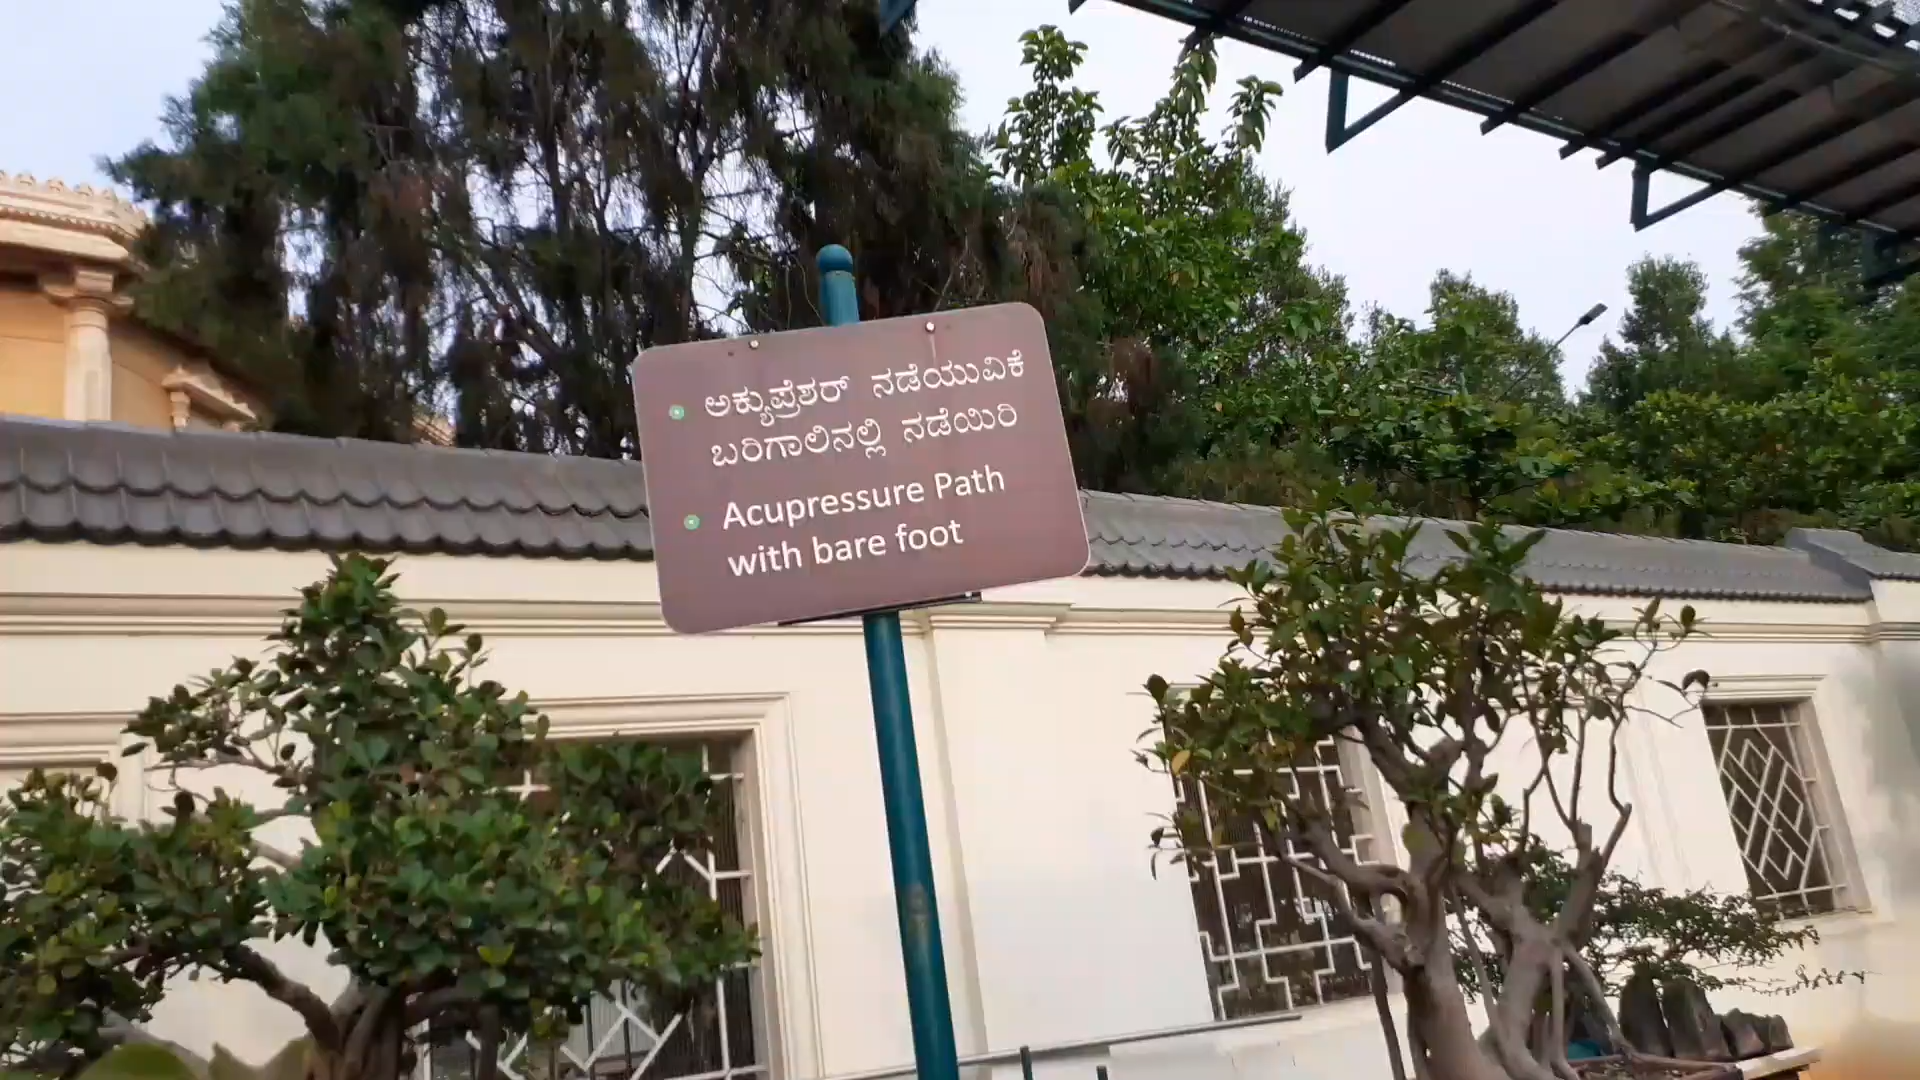 ಅಕ್ಯುಪ್ರೆಶರ್ ನಡೆಯುವಿಕೆ
ಬರಿಗಾಲಿನಲ್ಲಿ ನಡೆಯಿರಿ
Acupressure Path
with bare foot